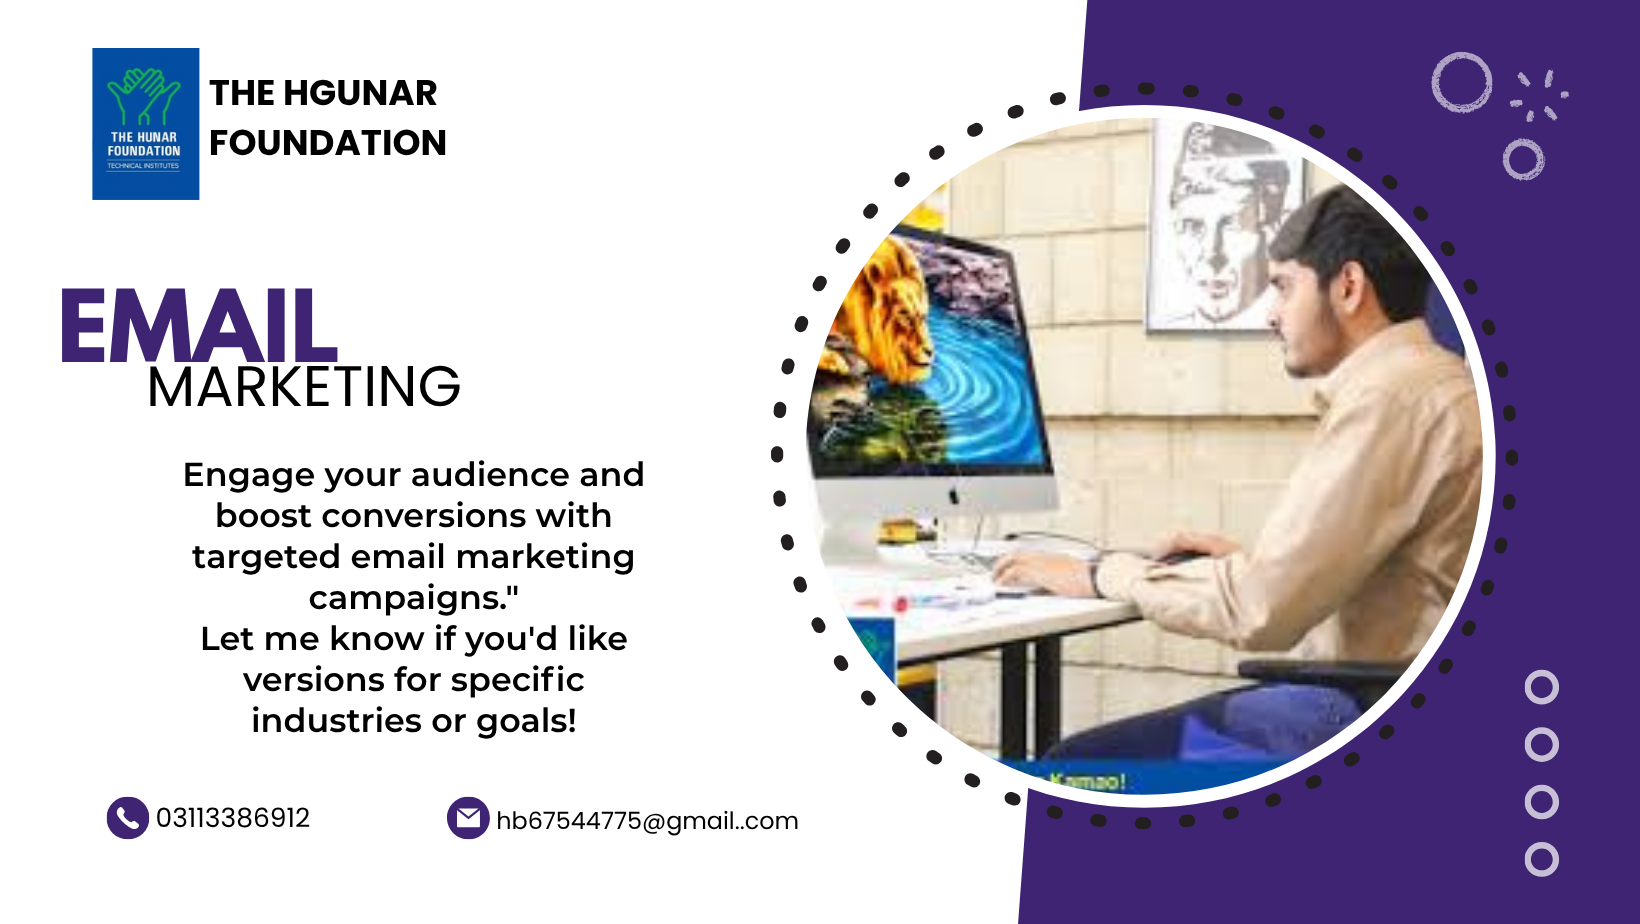 THE HUNAR
FOUNDATION
TECHNICAL INSTITUTES
THE HGUNAR
FOUNDATION
EMAIL
MARKETING
Engage your audience and
boost conversions with
targeted email marketing
campaigns."
Let me know if you'd like
versions for specific
industries or goals!
03113386912
hb67544775@gmail..com
Kamao!